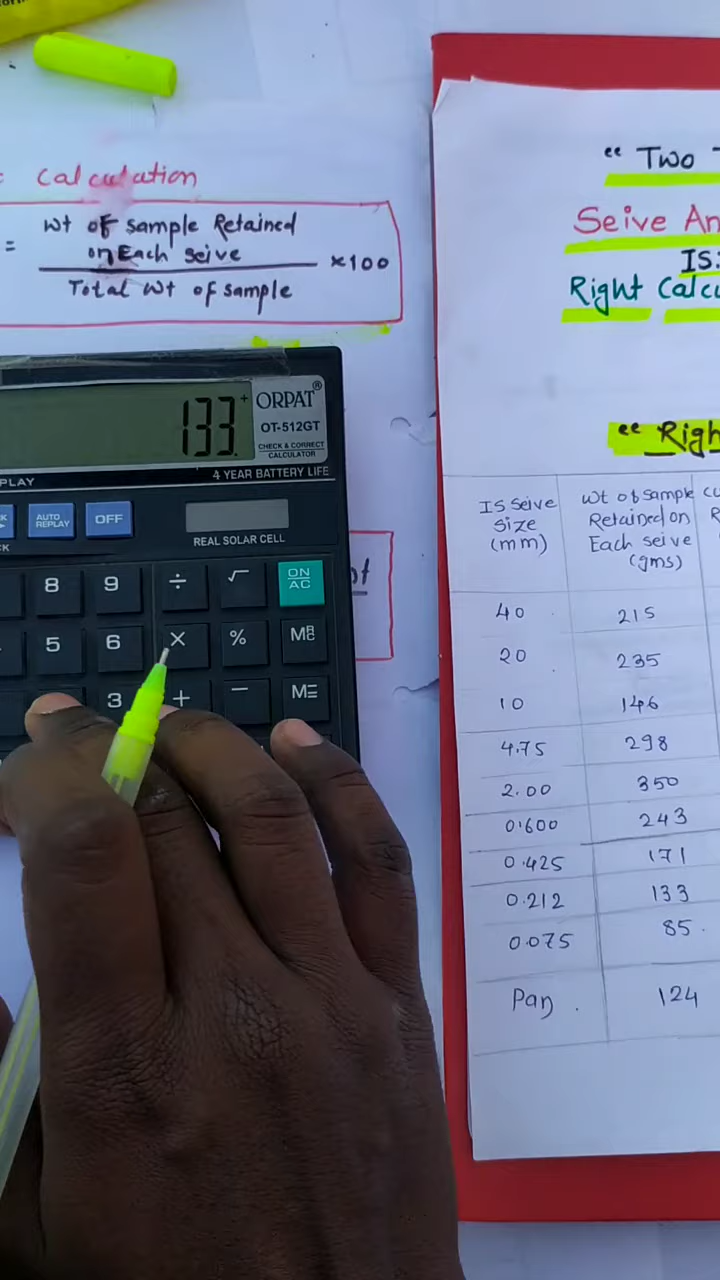 Calculation
= Wt of sample Retained
on Each seive
Total Wt of sample
×100
133.+
ORPAT®
OT-512GT
CHECK & CORRECT
CALCULATOR
PLAY
4 YEAR BATTERY LIFE
AUTO
REPLAY
OFF
REAL SOLAR CELL
8 9 ÷ √ ON
AC
5 6 X %
3 + −
"Two
Seive An
IS:
Right Calcu
"Righ
IS Seive
Size
(mm)
Wt of sample
Retained on
Each seive
(gms)
40 215
20 235
10 146
4.75 298
2.00 350
0.600 243
0.425 171
0.212 133
0.075 85.
Pan. 124